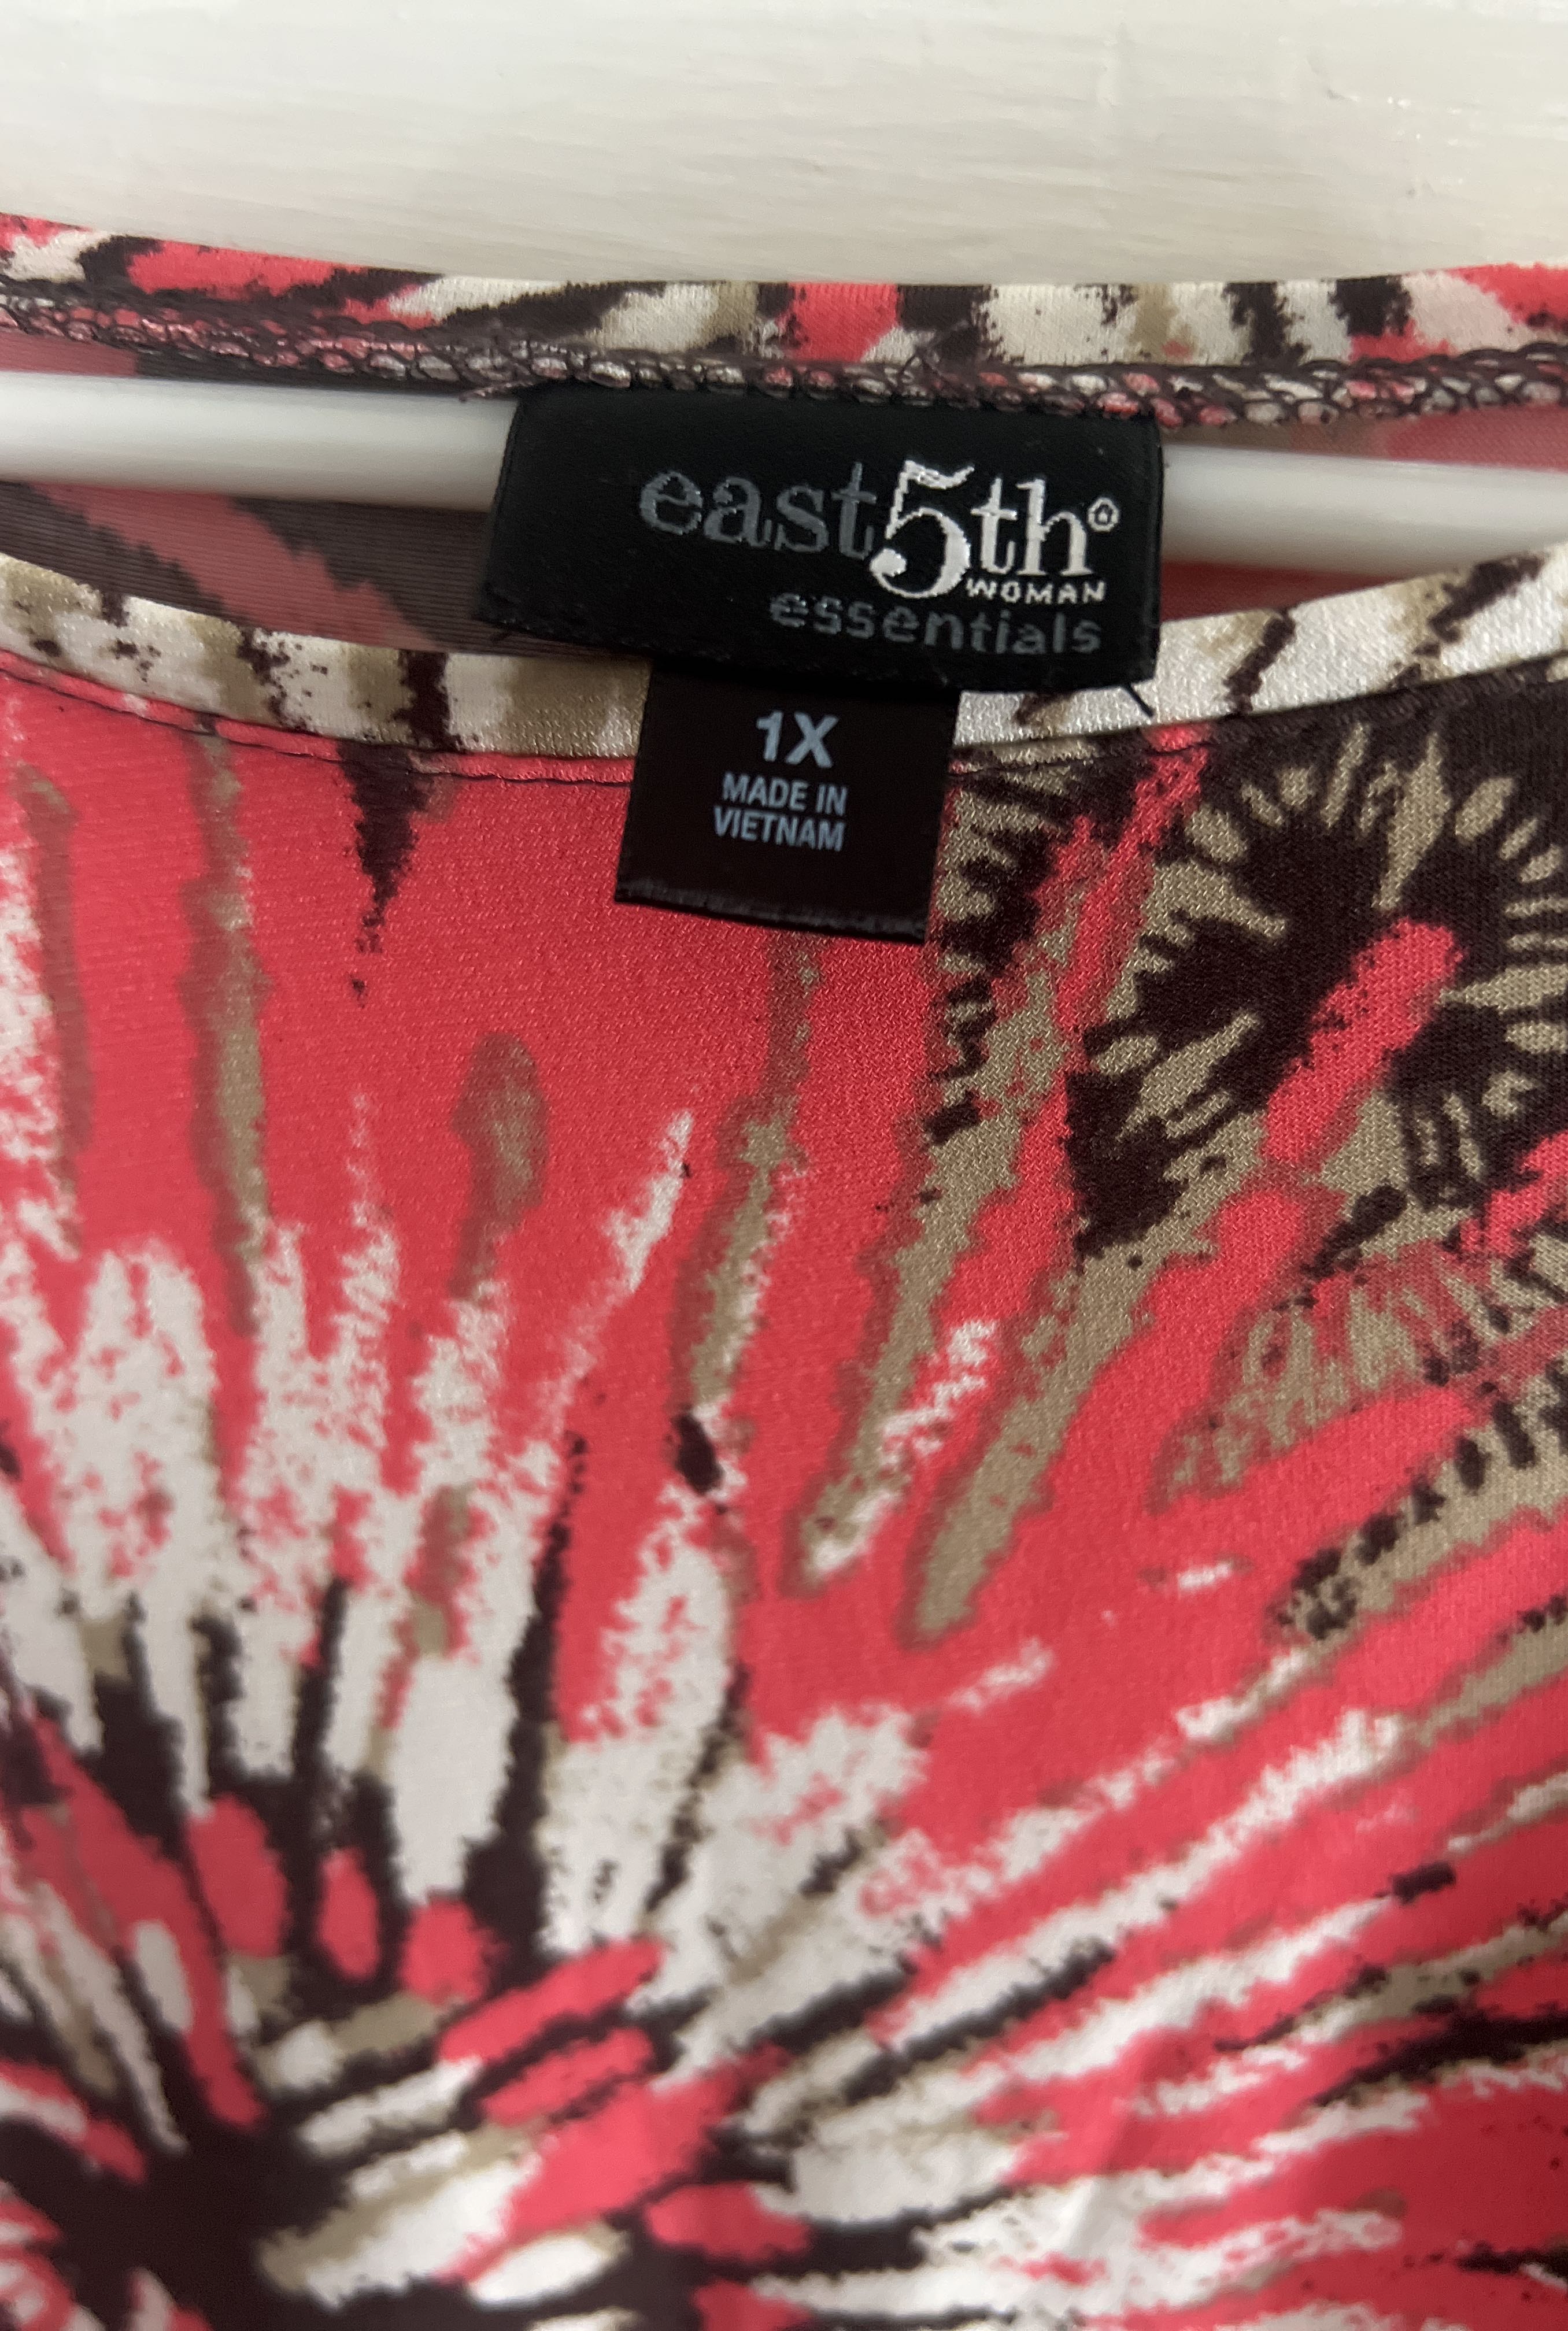 east5th®
WOMAN
essentials
1X
MADE IN
VIETNAM